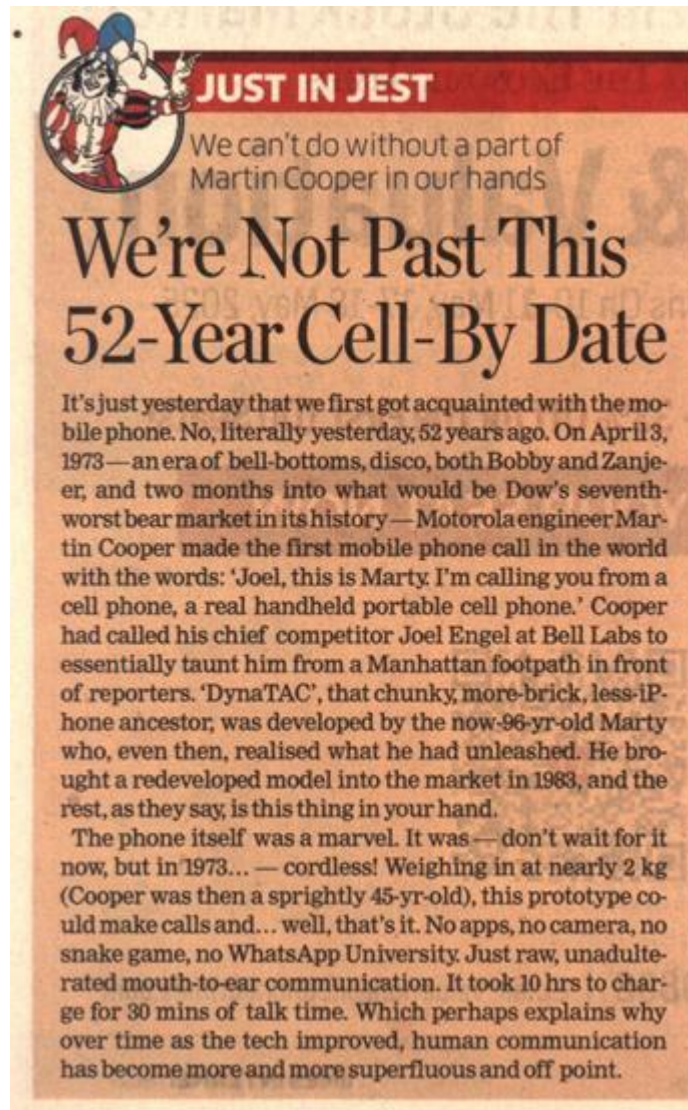 JUST IN JEST
We can't do without a part of
Martin Cooper in our hands
We're Not Past This
52-Year Cell-By Date
It's just yesterday that we first got acquainted with the mo-
bile phone. No, literally yesterday, 52 years ago. On April 3,
1973 — an era of bell-bottoms, disco, both Bobby and Zanje-
er, and two months into what would be Dow's seventh-
worst bear market in its history — Motorola engineer Mar-
tin Cooper made the first mobile phone call in the world
with the words: 'Joel, this is Marty. I'm calling you from a
cell phone, a real handheld portable cell phone.' Cooper
had called his chief competitor Joel Engel at Bell Labs to
essentially taunt him from a Manhattan footpath in front
of reporters. 'DynaTAC', that chunky, more-brick, less-iP-
hone ancestor, was developed by the now-96-yr-old Marty
who, even then, realised what he had unleashed. He bro-
ught a redeveloped model into the market in 1983, and the
rest, as they say, is this thing in your hand.
The phone itself was a marvel. It was — don't wait for it
now, but in 1973... — cordless! Weighing in at nearly 2 kg
(Cooper was then a sprightly 45-yr-old), this prototype co-
uld make calls and... well, that's it. No apps, no camera, no
snake game, no WhatsApp University. Just raw, unadulte-
rated mouth-to-ear communication. It took 10 hrs to char-
ge for 30 mins of talk time. Which perhaps explains why
over time as the tech improved, human communication
has become more and more superfluous and off point.